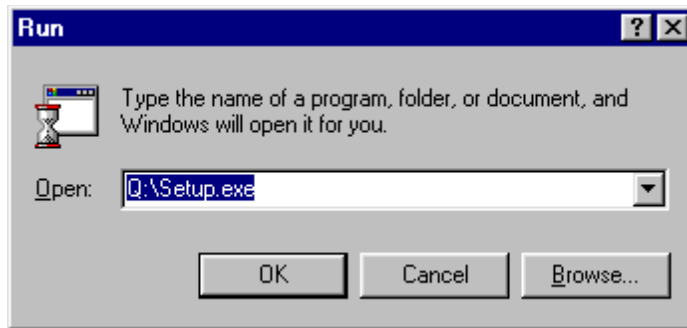 Run
Type the name of a program, folder, or document, and
Windows will open it for you.
Open: Q:\Setup.exe
OK Cancel Browse...